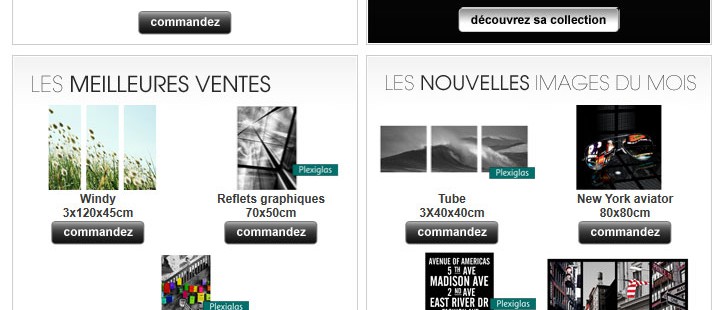 commandez
découvrez sa collection
LES MEILLEURES VENTES
Windy
3x120x45cm
commandez
Plexiglas
Reflets graphiques
70x50cm
commandez
Plexiglas
LES NOUVELLES IMAGES DU MOIS
Plexiglas
Tube
3X40x40cm
commandez
New York aviator
80x80cm
commandez
AVENUE OF AMERICAS
5 TH AVE
MADISON AVE
2 ND AVE
EAST RIVER DR
Plexiglas